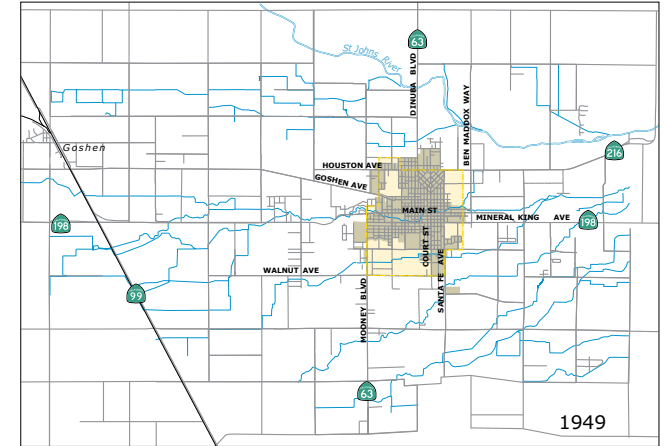 63
St Johns River
DINUBA BLVD
BEN MADDOX WAY
Goshen
216
HOUSTON AVE
GOSHEN AVE
MAIN ST
MINERAL KING AVE
198
198
COURT ST
WALNUT AVE
SANTA FE AVE
99
MOONEY BLVD
63
1949